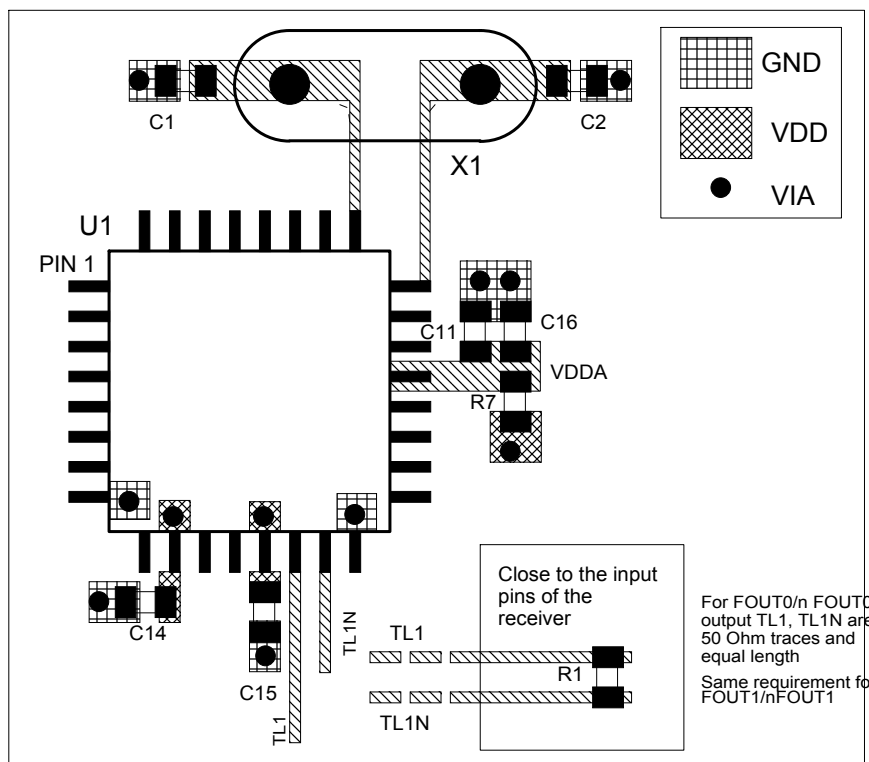 GND
VDD
VIA
C1
C2
X1
U1
PIN 1
C11
C16
VDDA
R7
C14
C15
TL1
TL1N
Close to the input
pins of the
receiver
TL1
R1
TL1N
For FOUT0/n FOUT0
output TL1, TL1N are
50 Ohm traces and
equal length
Same requirement fo
FOUT1/nFOUT1